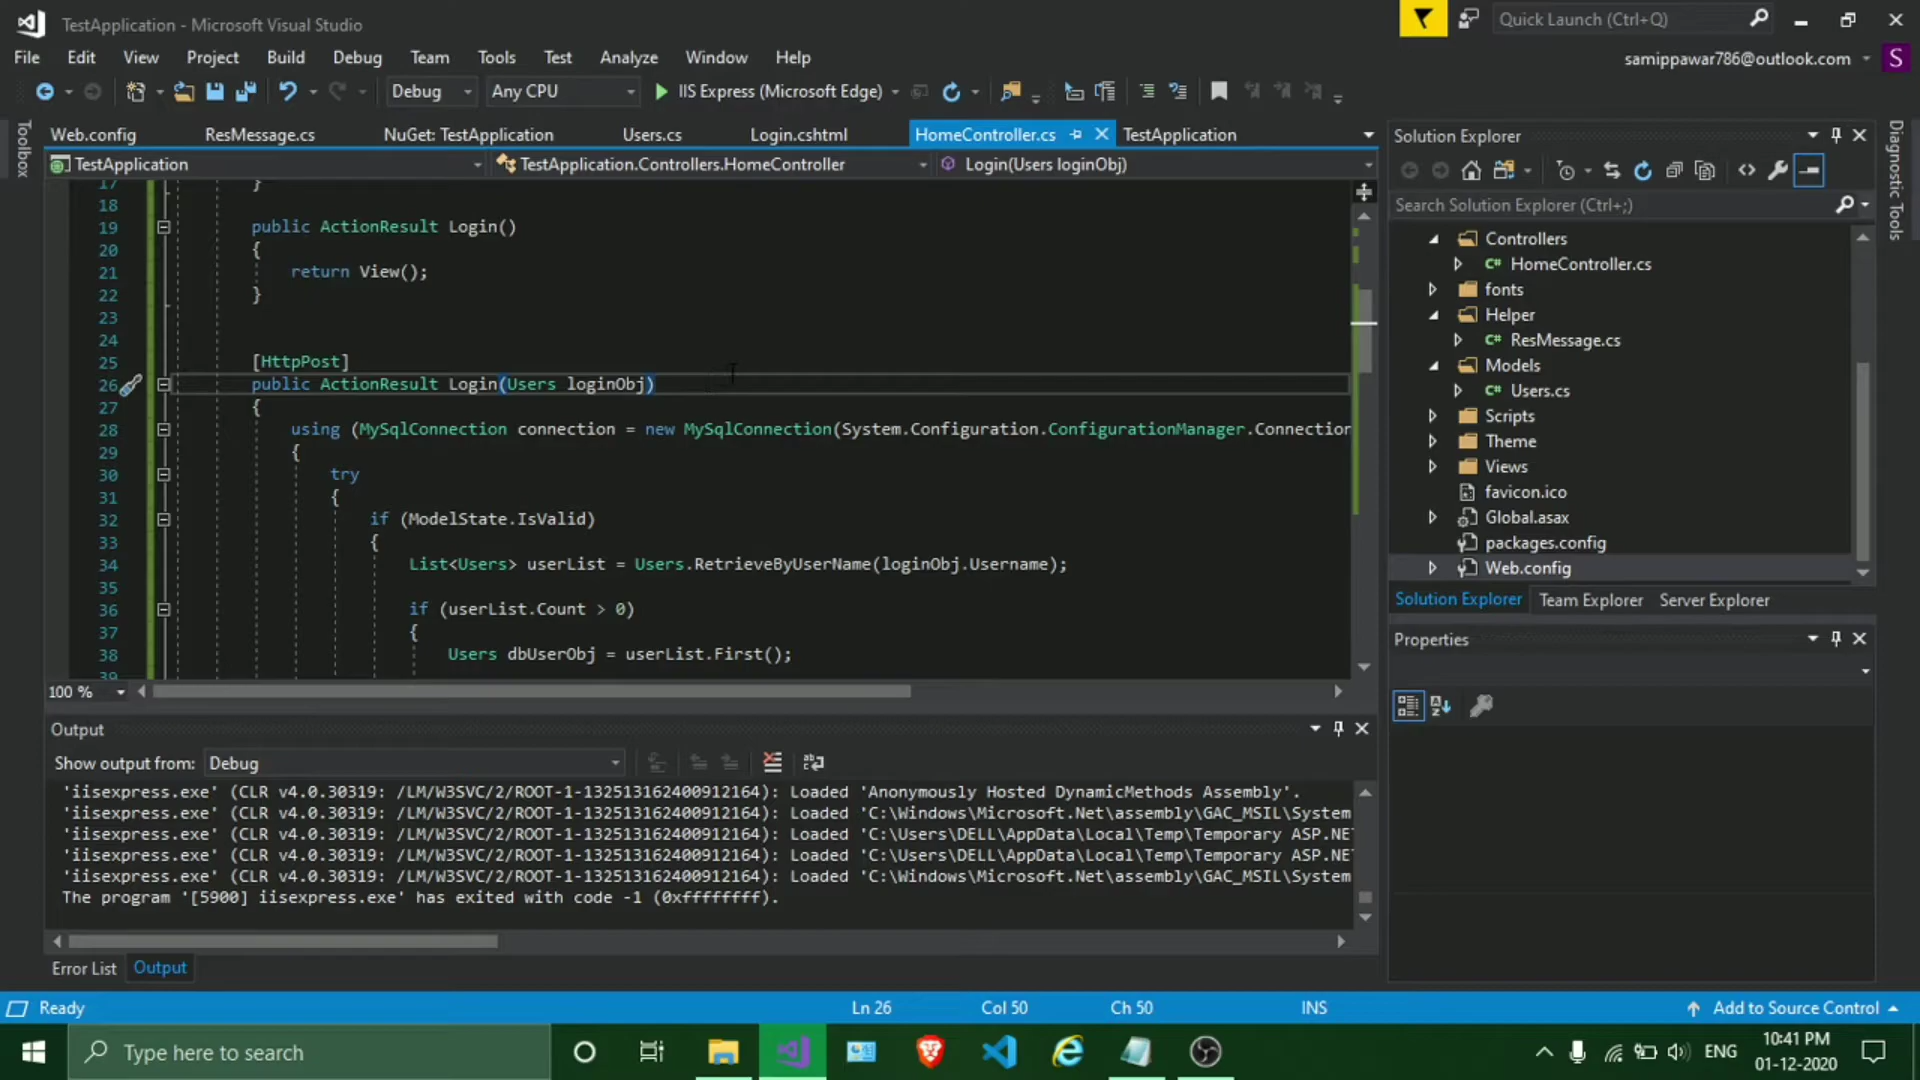 TestApplication - Microsoft Visual Studio
Quick Launch (Ctrl+Q)
File Edit View Project Build Debug Team Tools Test Analyze Window Help
samippawar786@outlook.com S
Debug Any CPU IIS Express (Microsoft Edge)
Toolbox
Web.config ResMessage.cs NuGet: TestApplication Users.cs Login.cshtml HomeController.cs TestApplication
TestApplication TestApplication.Controllers.HomeController Login(Users loginObj)
17 }
18
19 public ActionResult Login()
20 {
21 return View();
22 }
23
24
25 [HttpPost]
26 public ActionResult Login(Users loginObj)
27 {
28 using (MySqlConnection connection = new MySqlConnection(System.Configuration.ConfigurationManager.Connection
29 {
30 try
31 {
32 if (ModelState.IsValid)
33 {
34 List<Users> userList = Users.RetrieveByUserName(loginObj.Username);
35
36 if (userList.Count > 0)
37 {
38 Users dbUserObj = userList.First();
39
100 %
Output
Show output from: Debug
'iisexpress.exe' (CLR v4.0.30319: /LM/W3SVC/2/ROOT-1-132513162400912164): Loaded 'Anonymously Hosted DynamicMethods Assembly'.
'iisexpress.exe' (CLR v4.0.30319: /LM/W3SVC/2/ROOT-1-132513162400912164): Loaded 'C:\Windows\Microsoft.Net\assembly\GAC_MSIL\System
'iisexpress.exe' (CLR v4.0.30319: /LM/W3SVC/2/ROOT-1-132513162400912164): Loaded 'C:\Users\DELL\AppData\Local\Temp\Temporary ASP.NE
'iisexpress.exe' (CLR v4.0.30319: /LM/W3SVC/2/ROOT-1-132513162400912164): Loaded 'C:\Users\DELL\AppData\Local\Temp\Temporary ASP.NE
'iisexpress.exe' (CLR v4.0.30319: /LM/W3SVC/2/ROOT-1-132513162400912164): Loaded 'C:\Windows\Microsoft.Net\assembly\GAC_MSIL\System
The program '[5900] iisexpress.exe' has exited with code -1 (0xffffffff).
Error List Output
Solution Explorer
Search Solution Explorer (Ctrl+;)
Controllers
C# HomeController.cs
fonts
Helper
C# ResMessage.cs
Models
C# Users.cs
Scripts
Theme
Views
favicon.ico
Global.asax
packages.config
Web.config
Solution Explorer Team Explorer Server Explorer
Properties
Diagnostic Tools
Ready Ln 26 Col 50 Ch 50 INS Add to Source Control
Type here to search
ENG
10:41 PM
01-12-2020